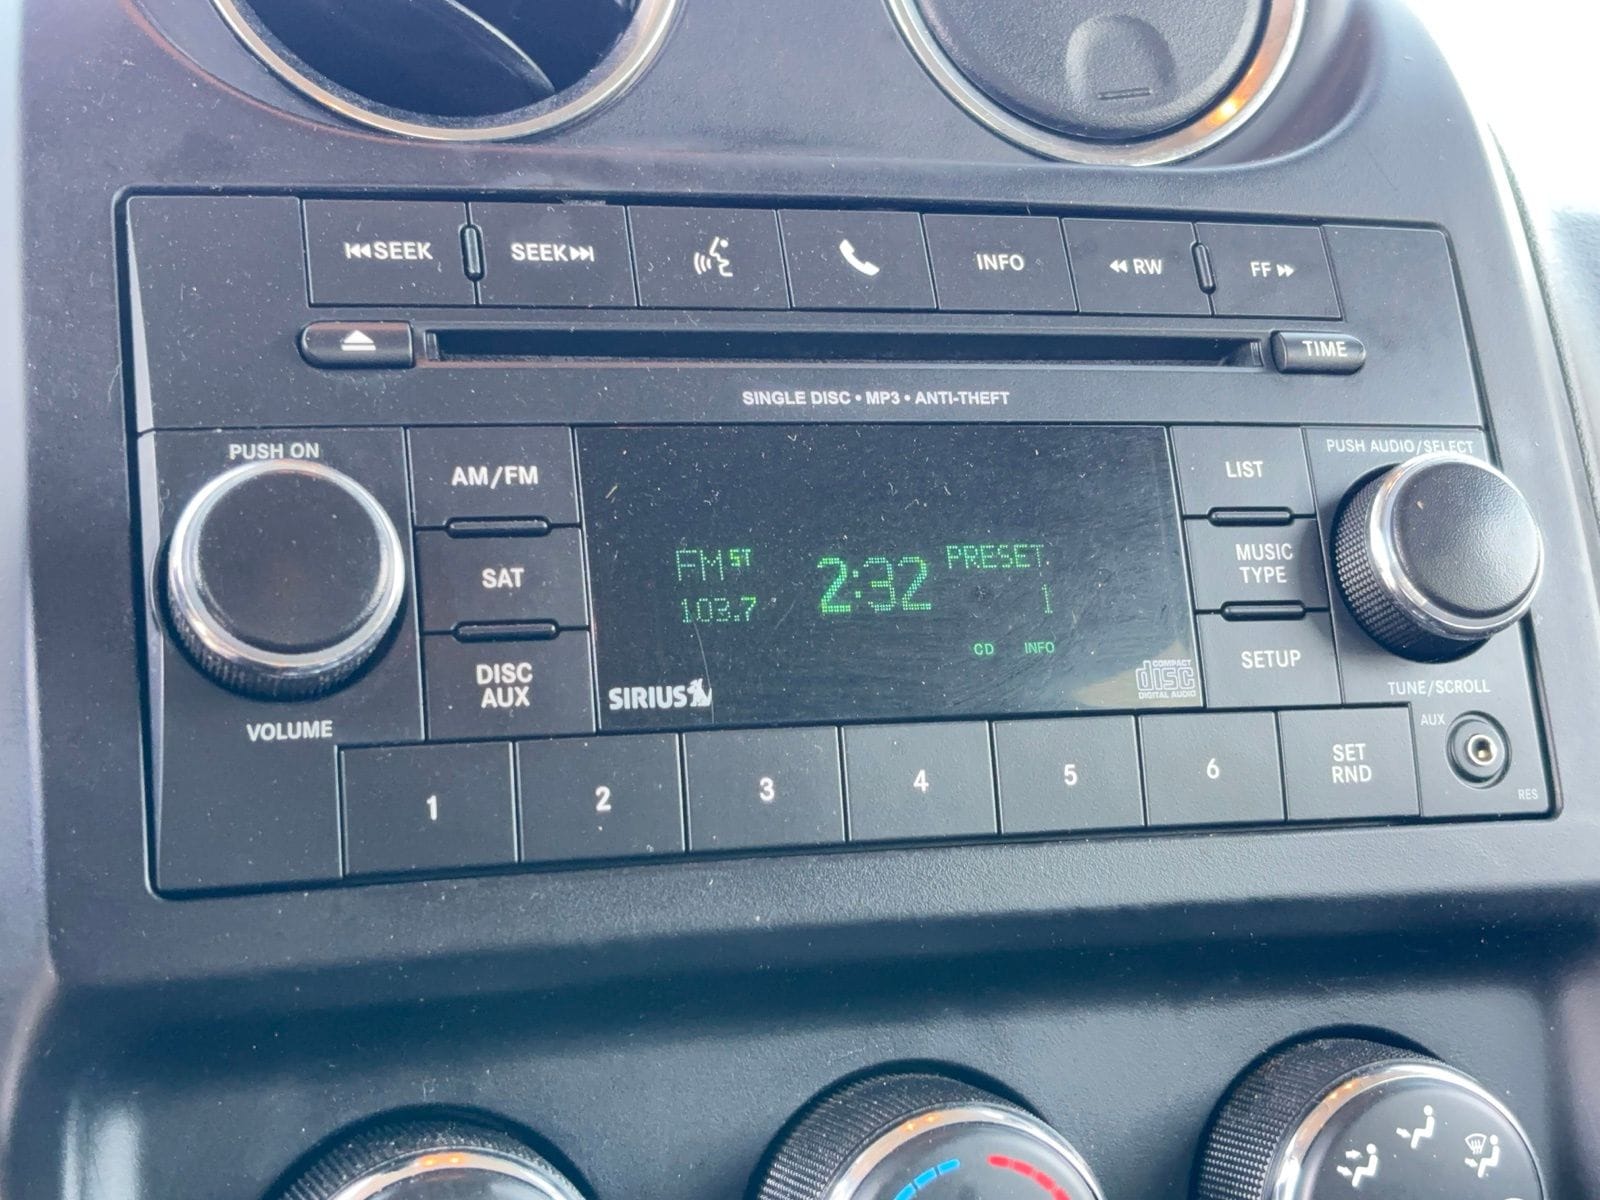 SEEK
SEEK
INFO
RW
FF
TIME
SINGLE DISC • MP3 • ANTI-THEFT
PUSH ON
AM/FM
SAT
DISC
AUX
VOLUME
FM ST
103.7
2:32
PRESET
1
CD INFO
SIRIUS
COMPACT
disc
DIGITAL AUDIO
LIST
MUSIC
TYPE
SETUP
PUSH AUDIO/SELECT
TUNE/SCROLL
AUX
RES
1
2
3
4
5
6
SET
RND